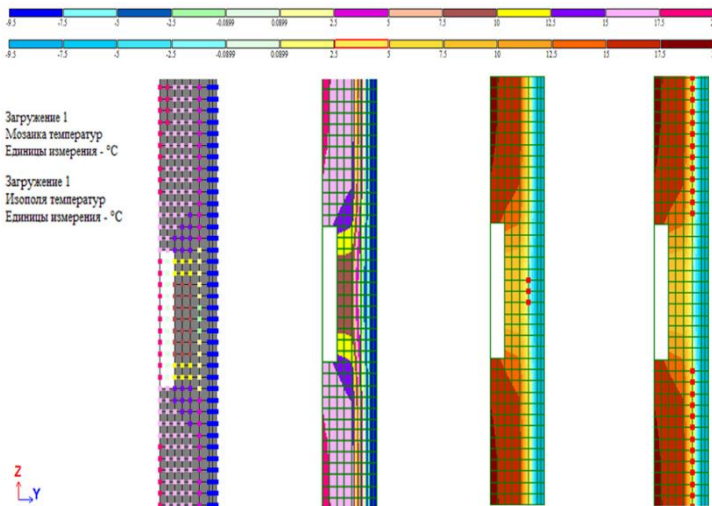 -9.5 -7.5 -5 -2.5 -0.0899 0.0899 2.5 5 7.5 10 12.5 15 17.5
-9.5 -7.5 -5 -2.5 -0.0899 0.0899 2.5 5 7.5 10 12.5 15 17.5
Загружение 1
Мозаика температур
Единицы измерения - °C
Загружение 1
Изополя температур
Единицы измерения - °C
Z
Y